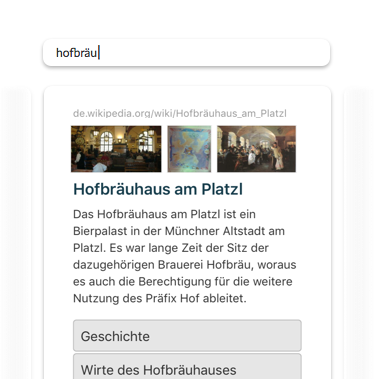 hofbräu
de.wikipedia.org/wiki/Hofbräuhaus_am_Platzl
Hofbräuhaus am Platzl
Das Hofbräuhaus am Platzl ist ein
Bierpalast in der Münchner Altstadt am
Platzl. Es war lange Zeit der Sitz der
dazugehörigen Brauerei Hofbräu, woraus
es auch die Berechtigung für die weitere
Nutzung des Präfix Hof ableitet.
Geschichte
Wirte des Hofbräuhauses